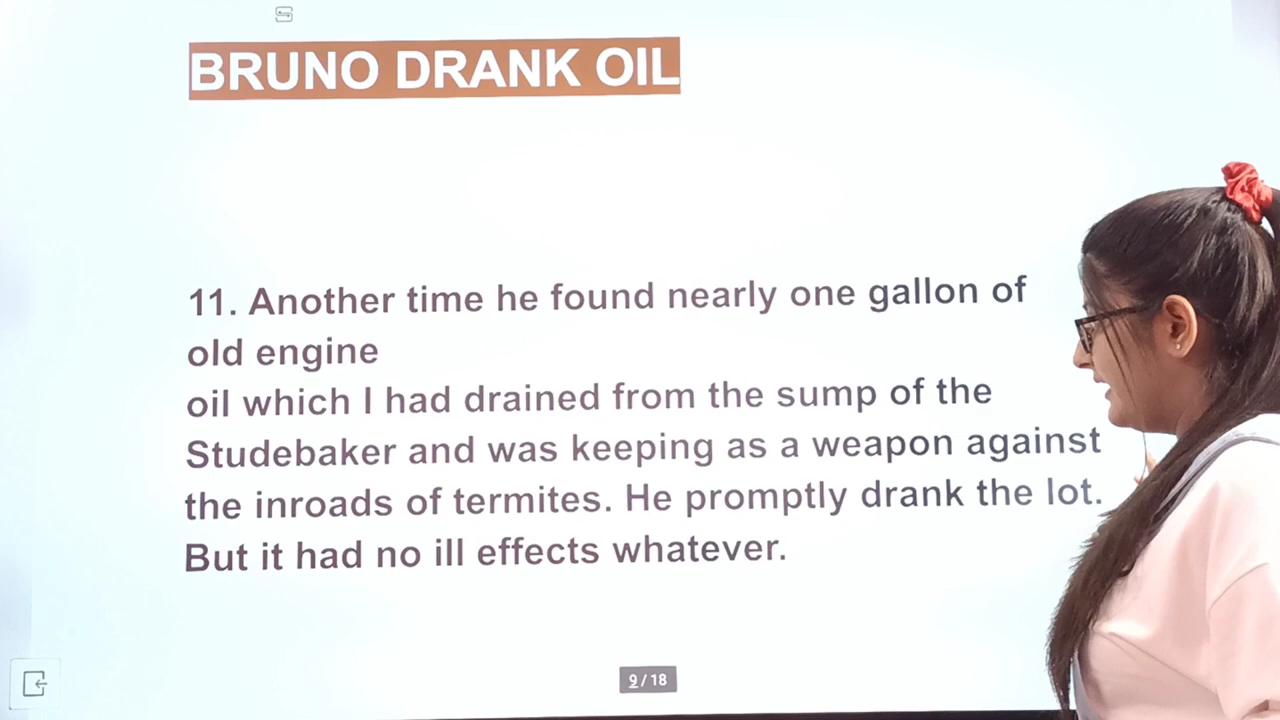 BRUNO DRANK OIL
11. Another time he found nearly one gallon of
old engine
oil which I had drained from the sump of the
Studebaker and was keeping as a weapon against
the inroads of termites. He promptly drank the lot.
But it had no ill effects whatever.
9 / 18